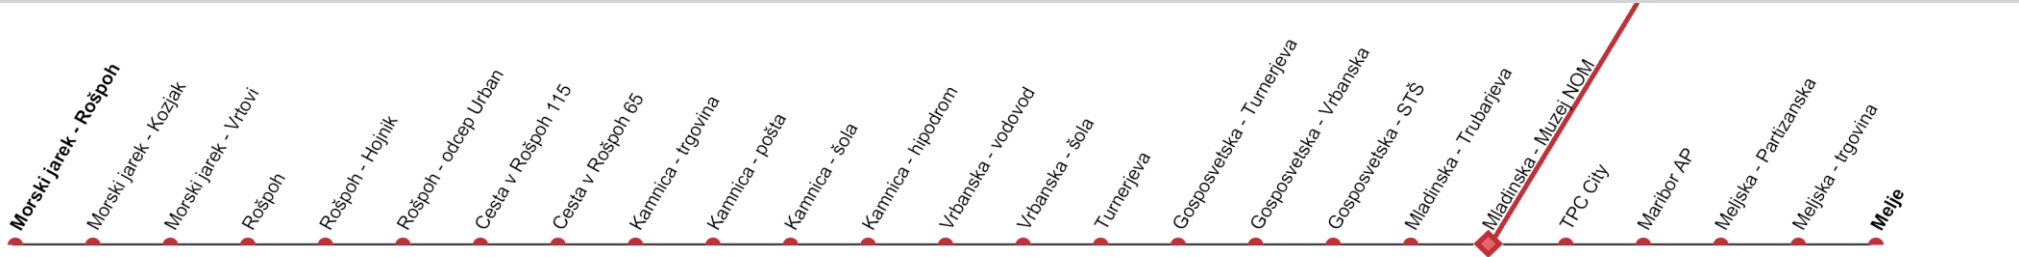 Morski jarek - Rošpoh
Morski jarek - Kozjak
Morski jarek - Vrtovi
Rošpoh
Rošpoh - Hojnik
Rošpoh - odcep Urban
Cesta v Rošpoh 115
Cesta v Rošpoh 65
Kamnica - trgovina
Kamnica - pošta
Kamnica - šola
Kamnica - hipodrom
Vrbanska - vodovod
Vrbanska - šola
Turnerjeva
Gosposvetska - Turnerjeva
Gosposvetska - Vrbanska
Gosposvetska - STŠ
Mladinska - Trubarjeva
Mladinska - Muzej NOM
TPC City
Maribor AP
Meljska - Partizanska
Meljska - trgovina
Melje